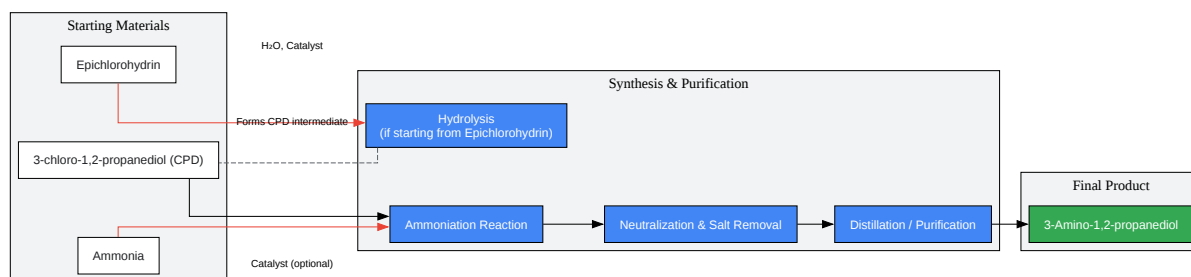 Starting Materials
Epichlorohydrin
H₂O, Catalyst
Synthesis & Purification
Forms CPD intermediate
Hydrolysis
(if starting from Epichlorohydrin)
3-chloro-1,2-propanediol (CPD)
Ammonia
Catalyst (optional)
Ammoniation Reaction
Neutralization & Salt Removal
Distillation / Purification
Final Product
3-Amino-1,2-propanediol